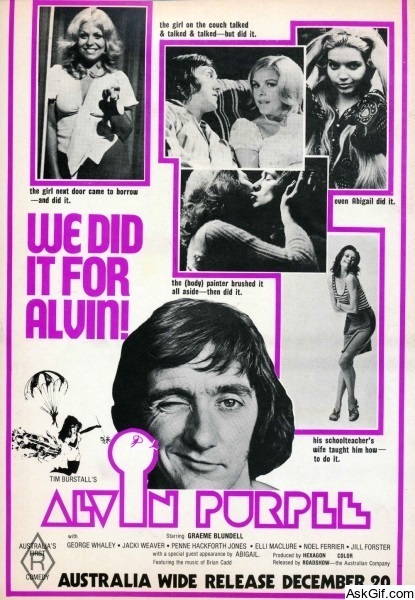 the girl on the couch talked
& talked & talked—but did it.
the girl next door came to borrow
—and did it.
even Abigail did it.
WE DID
IT FOR
ALVIN!
the (body) painter brushed it
all aside—then did it.
his schoolteacher's
wife taught him how—
to do it.
TIM BURSTALL'S
ALVIN PURPLE
with
Starring GRAEME BLUNDELL
GEORGE WHALEY • JACKI WEAVER • PENNE HACKFORTH JONES • ELLI MACLURE • NOEL FERRIER • JILL FORSTER
with a special guest appearance by ABIGAIL.
Featuring the music of Brian Cadd
Produced by HEXAGON COLOR
Released by ROADSHOW—the Australian Company
AUSTRALIA'S
FIRST
R
COMEDY
AUSTRALIA WIDE RELEASE DECEMBER 20
AskGif.com